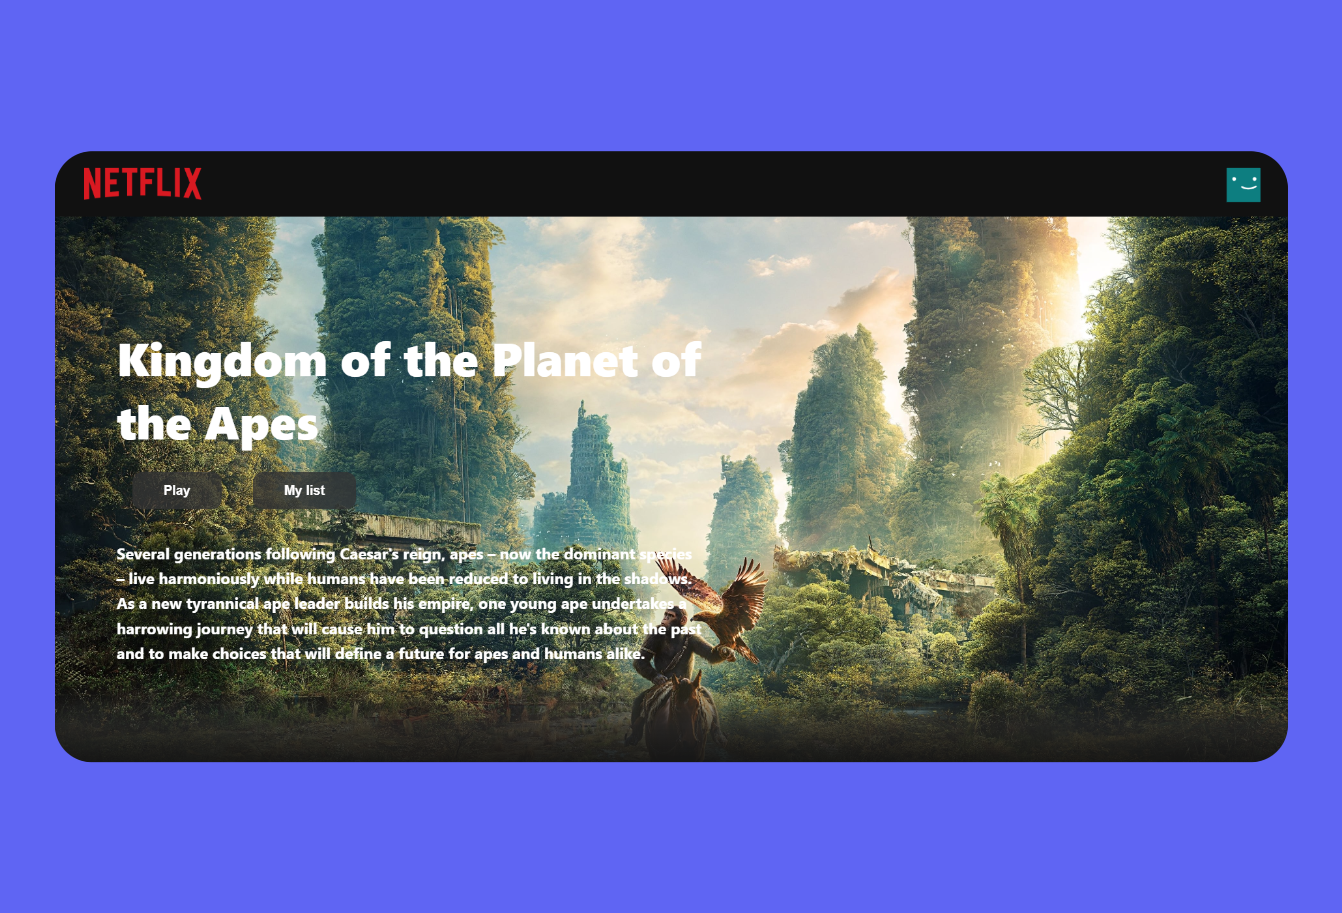 NETFLIX
Kingdom of the Planet of
the Apes
Play
My list
Several generations following Caesar's reign, apes – now the dominant species
– live harmoniously while humans have been reduced to living in the shadows.
As a new tyrannical ape leader builds his empire, one young ape undertakes a
harrowing journey that will cause him to question all he's known about the past
and to make choices that will define a future for apes and humans alike.